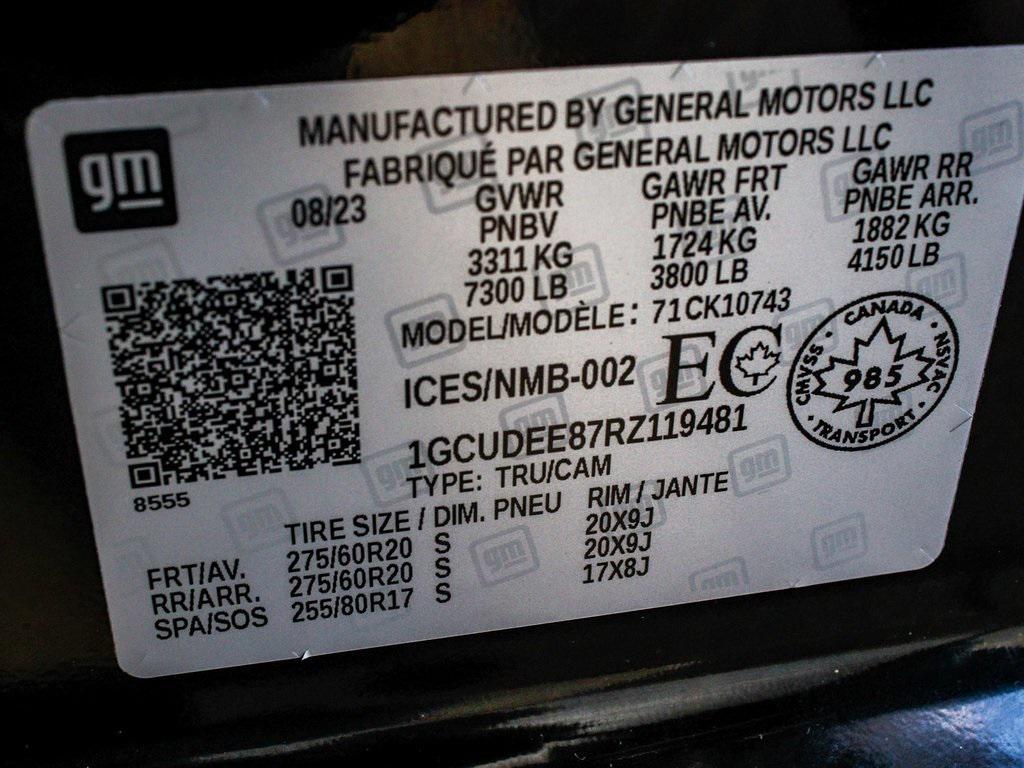 gm
MANUFACTURED BY GENERAL MOTORS LLC
FABRIQUÉ PAR GENERAL MOTORS LLC
08/23
GVWR GAWR FRT GAWR RR
PNBV PNBE AV. PNBE ARR.
3311 KG 1724 KG 1882 KG
7300 LB 3800 LB 4150 LB
MODEL/MODÈLE: 71CK10743
ICES/NMB-002 EC
CANADA
CMVSS 985 NSVAC
TRANSPORT
1GCUDEE87RZ119481
TYPE: TRU/CAM
8555
TIRE SIZE / DIM. PNEU RIM / JANTE
FRT/AV. 275/60R20 S 20X9J
RR/ARR. 275/60R20 S 20X9J
SPA/SOS 255/80R17 S 17X8J